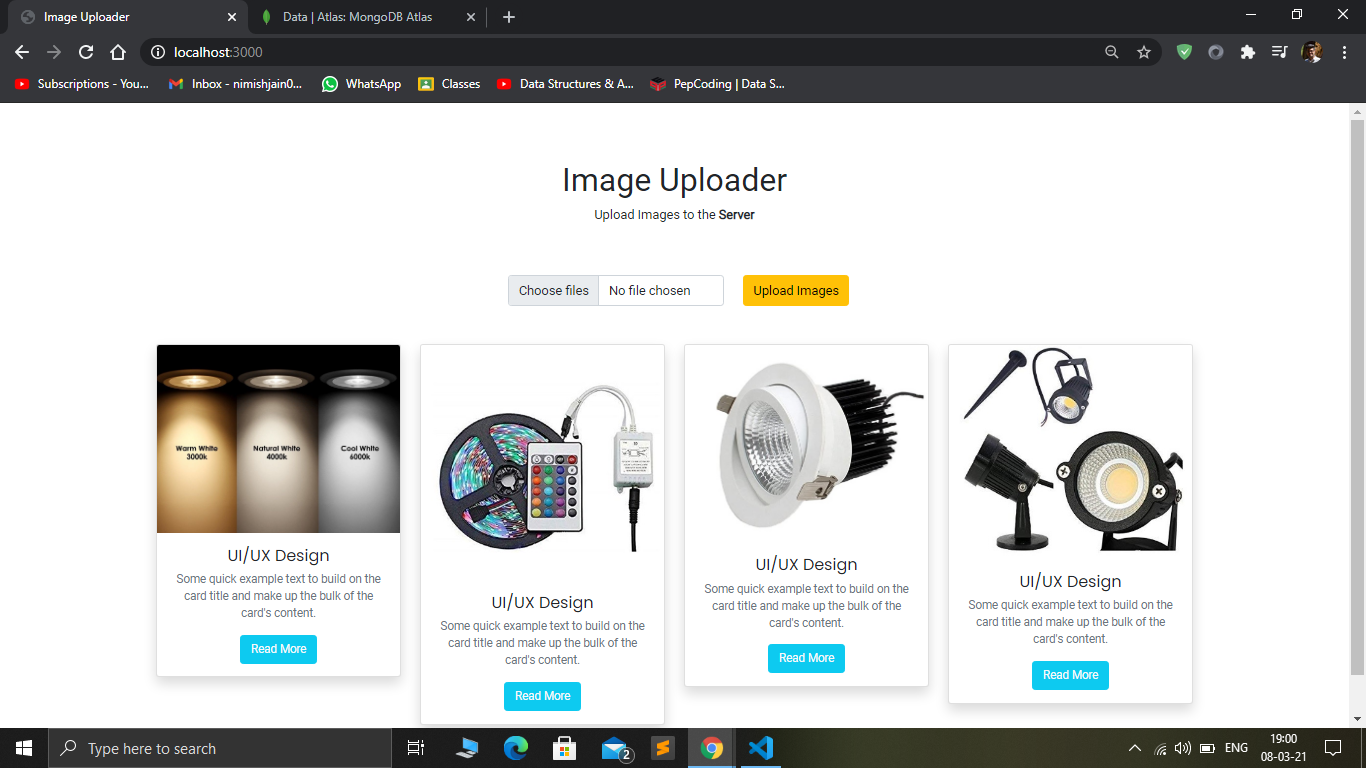 Image Uploader
Data | Atlas: MongoDB Atlas
localhost:3000
Subscriptions - You...
Inbox - nimishjain0...
WhatsApp
Classes
Data Structures & A...
PepCoding | Data S...
Image Uploader
Upload Images to the Server
Choose files
No file chosen
Upload Images
Warm White
3000k
Natural White
4000k
Cool White
6000k
UI/UX Design
Some quick example text to build on the
card title and make up the bulk of the
card's content.
Read More
UI/UX Design
Some quick example text to build on the
card title and make up the bulk of the
card's content.
Read More
UI/UX Design
Some quick example text to build on the
card title and make up the bulk of the
card's content.
Read More
UI/UX Design
Some quick example text to build on the
card title and make up the bulk of the
card's content.
Read More
Type here to search
2
ENG
19:00
08-03-21